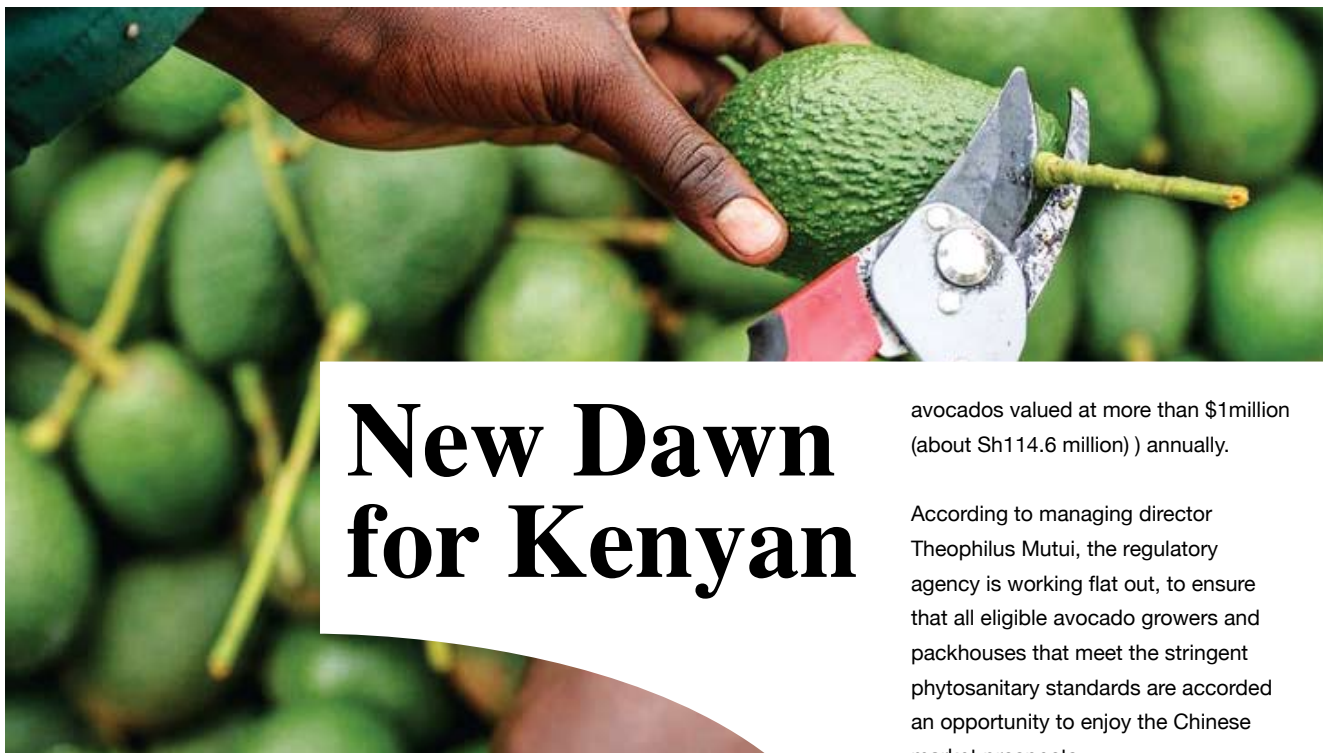 New Dawn
for Kenyan
avocados valued at more than $1million
(about Sh114.6 million) ) annually.
According to managing director
Theophilus Mutui, the regulatory
agency is working flat out, to ensure
that all eligible avocado growers and
packhouses that meet the stringent
phytosanitary standards are accorded
an opportunity to enjoy the Chinese